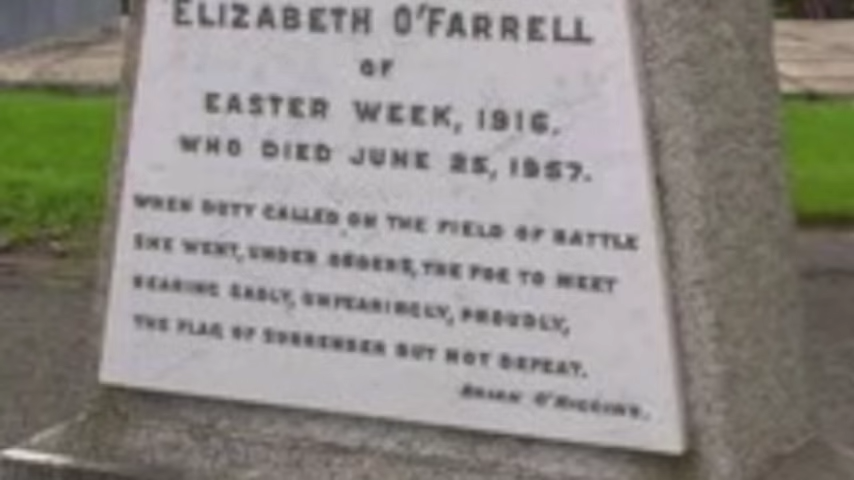 ELIZABETH O'FARRELL
OF
EASTER WEEK, 1916.
WHO DIED JUNE 25, 1957.
WHEN DUTY CALLED, ON THE FIELD OF BATTLE
SHE WENT, UNDER ORDERS, THE FOE TO MEET
BEARING SADLY, UNFEARINGLY, PROUDLY,
THE FLAG OF SURRENDER BUT NOT DEFEAT.
BRIAN O'HIGGINS.